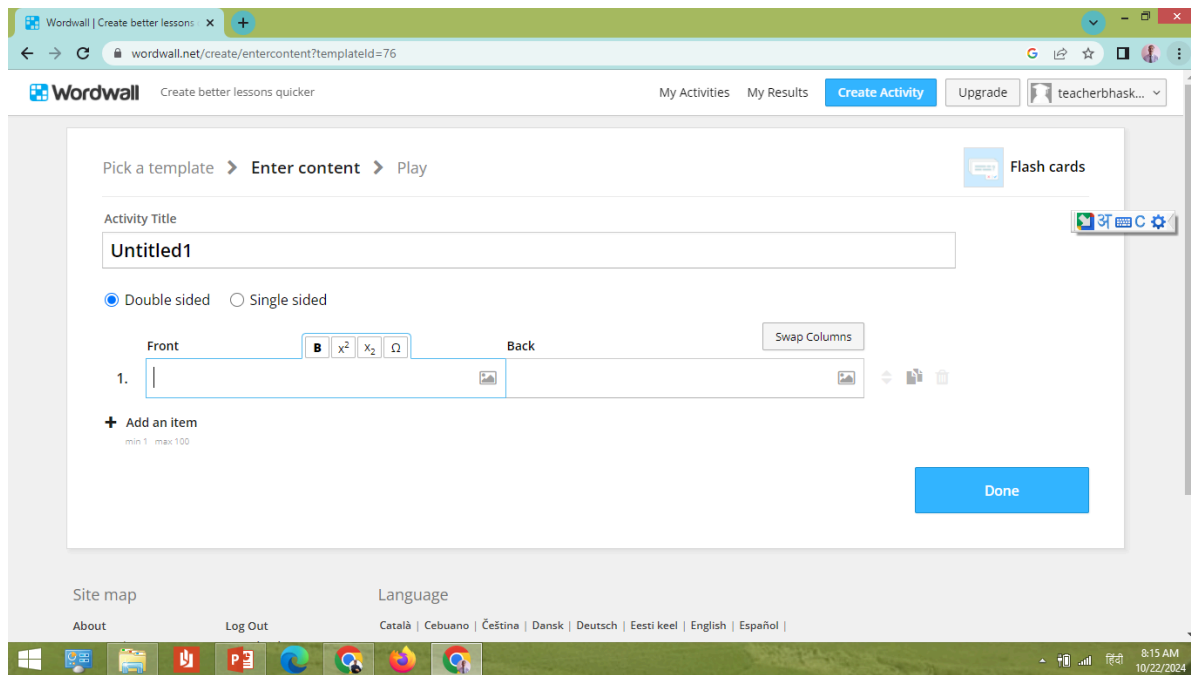 Wordwall | Create better lessons
wordwall.net/create/entercontent?templateId=76
Wordwall Create better lessons quicker My Activities My Results Create Activity Upgrade teacherbhask...
Pick a template Enter content Play Flash cards
Activity Title
अ C
Untitled1
Double sided Single sided
Front B x² x₂ Ω Back Swap Columns
1.
+ Add an item
min 1 max 100
Done
Site map Language
About Log Out Català | Cebuano | Čeština | Dansk | Deutsch | Eesti keel | English | Español |
हिंदी 8:15 AM
10/22/2024